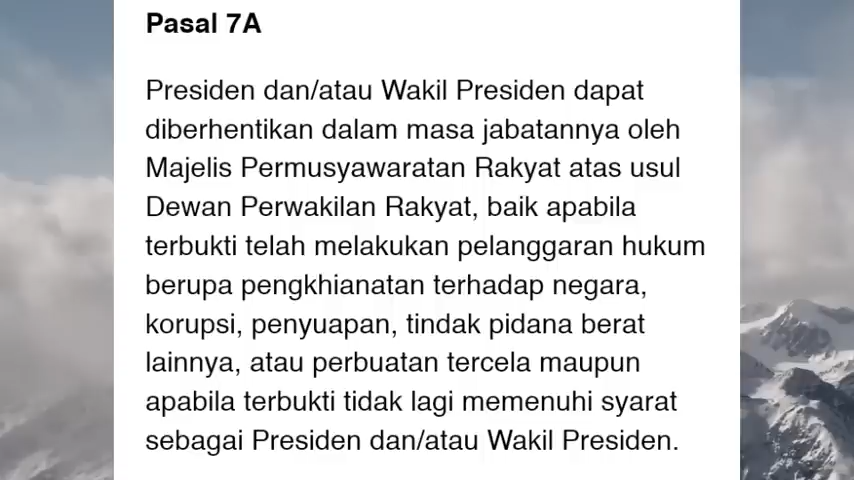 Pasal 7A
Presiden dan/atau Wakil Presiden dapat
diberhentikan dalam masa jabatannya oleh
Majelis Permusyawaratan Rakyat atas usul
Dewan Perwakilan Rakyat, baik apabila
terbukti telah melakukan pelanggaran hukum
berupa pengkhianatan terhadap negara,
korupsi, penyuapan, tindak pidana berat
lainnya, atau perbuatan tercela maupun
apabila terbukti tidak lagi memenuhi syarat
sebagai Presiden dan/atau Wakil Presiden.